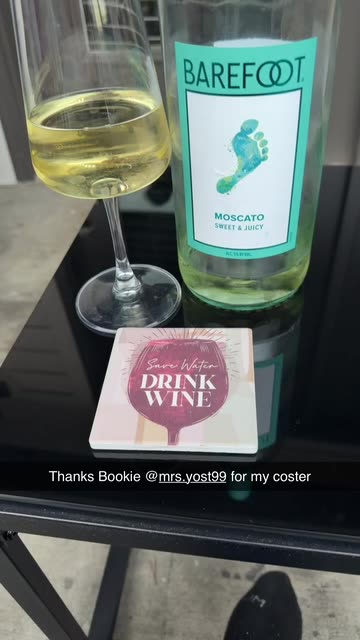 BAREFOOT
MOSCATO
SWEET & JUICY
Save Water
DRINK
WINE
Thanks Bookie @mrs.yost99 for my coster